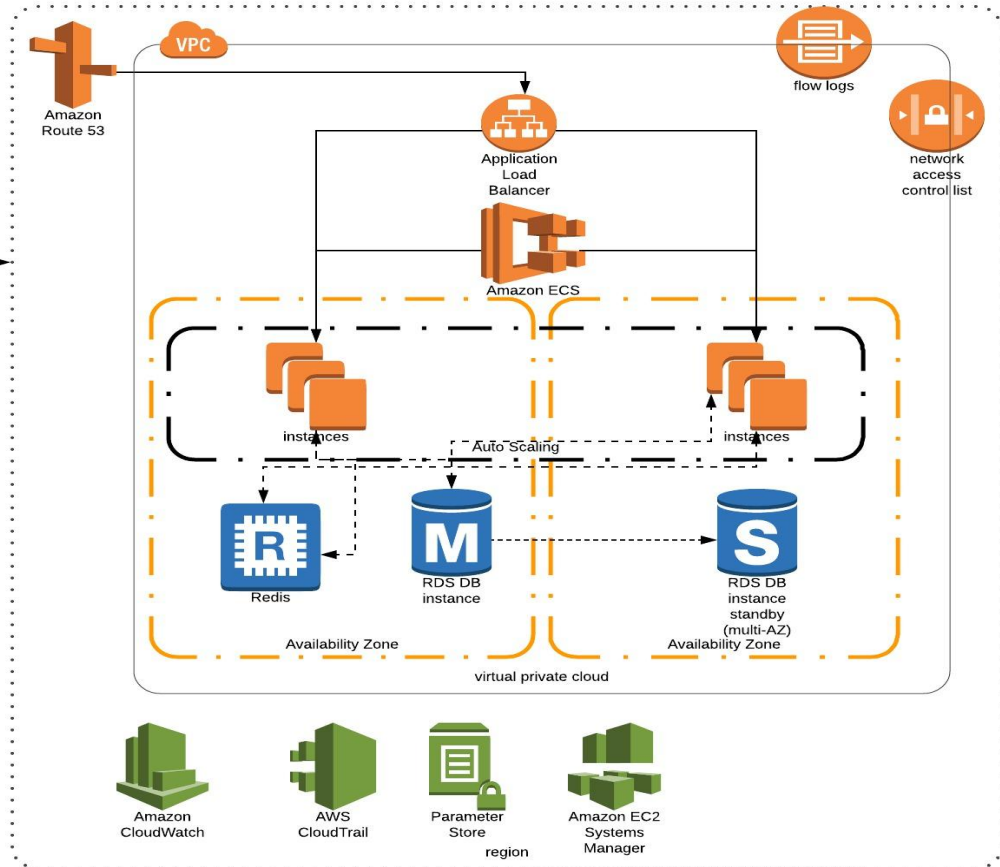 VPC
flow logs
Amazon
Route 53
network
access
control list
Application
Load
Balancer
Amazon ECS
instances
instances
Auto Scaling
R
M
S
Redis
RDS DB
instance
RDS DB
instance
standby
(multi-AZ)
Availability Zone
Availability Zone
virtual private cloud
Amazon
CloudWatch
AWS
CloudTrail
Parameter
Store
Amazon EC2
Systems
Manager
region